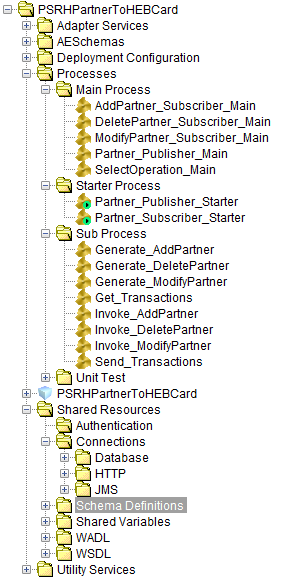 PSRHPartnerToHEBCard
Adapter Services
AESchemas
Deployment Configuration
Processes
Main Process
AddPartner_Subscriber_Main
DeletePartner_Subscriber_Main
ModifyPartner_Subscriber_Main
Partner_Publisher_Main
SelectOperation_Main
Starter Process
Partner_Publisher_Starter
Partner_Subscriber_Starter
Sub Process
Generate_AddPartner
Generate_DeletePartner
Generate_ModifyPartner
Get_Transactions
Invoke_AddPartner
Invoke_DeletePartner
Invoke_ModifyPartner
Send_Transactions
Unit Test
PSRHPartnerToHEBCard
Shared Resources
Authentication
Connections
Database
HTTP
JMS
Schema Definitions
Shared Variables
WADL
WSDL
Utility Services